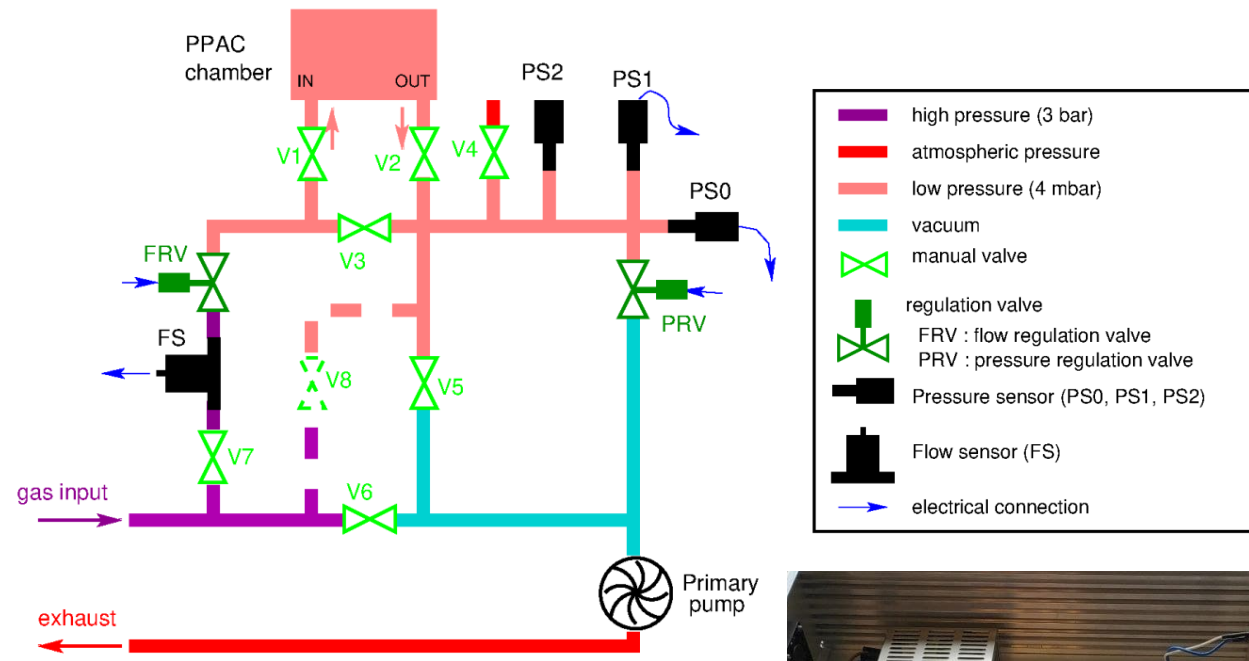 PPAC
chamber
IN
OUT
PS2
PS1
V1
V2
V4
PS0
V3
FRV
PRV
FS
V8
V5
V7
gas input
V6
Primary
pump
exhaust
high pressure (3 bar)
atmospheric pressure
low pressure (4 mbar)
vacuum
manual valve
regulation valve
FRV : flow regulation valve
PRV : pressure regulation valve
Pressure sensor (PS0, PS1, PS2)
Flow sensor (FS)
electrical connection